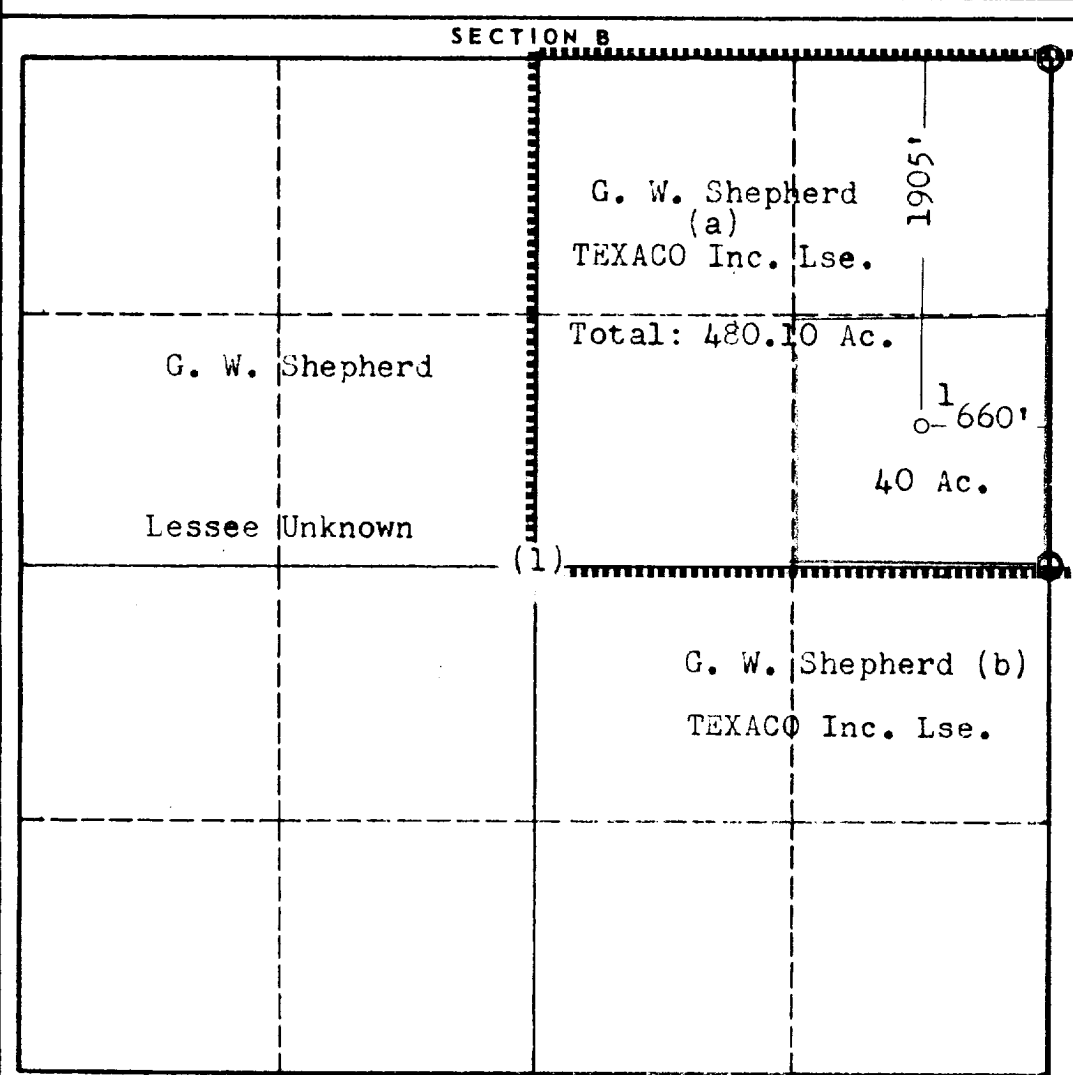 SECTION B
G. W. Shepherd
(a)
TEXACO Inc. Lse.
Total: 480.10 Ac.
1905'
G. W. Shepherd
1
660'
40 Ac.
Lessee Unknown
(1)
G. W. Shepherd (b)
TEXACO Inc. Lse.